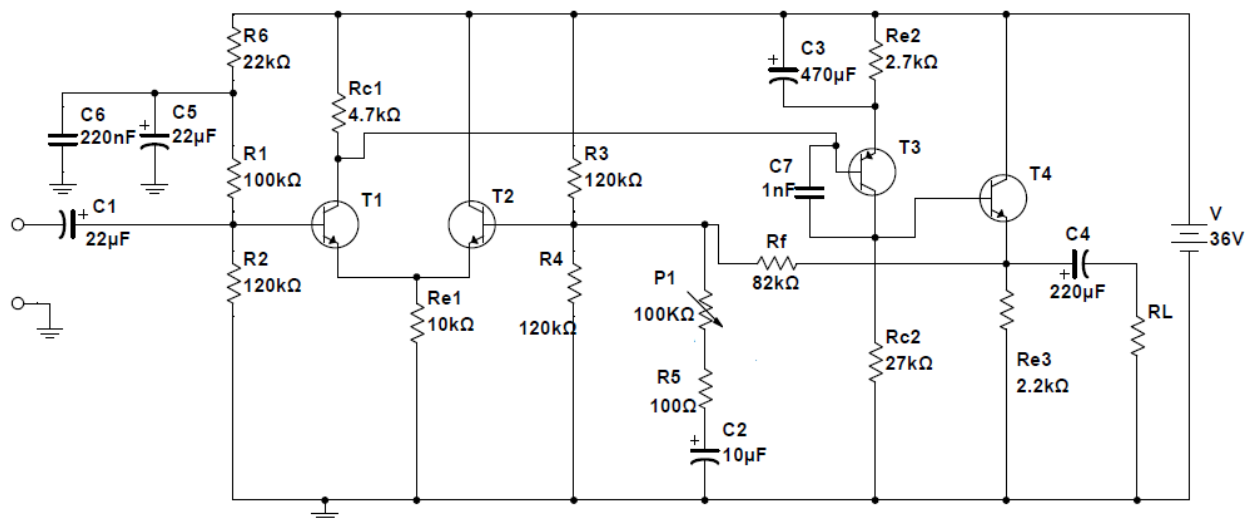 R6
22kΩ
C6
220nF
C5
22µF
+
Rc1
4.7kΩ
R1
100kΩ
C1
22µF
+
R2
120kΩ
T1
T2
Re1
10kΩ
R3
120kΩ
R4
120kΩ
P1
100KΩ
R5
100Ω
C2
10µF
+
Rf
82kΩ
C3
470µF
+
Re2
2.7kΩ
C7
1nF
T3
T4
Rc2
27kΩ
Re3
2.2kΩ
C4
220µF
+
RL
V
36V